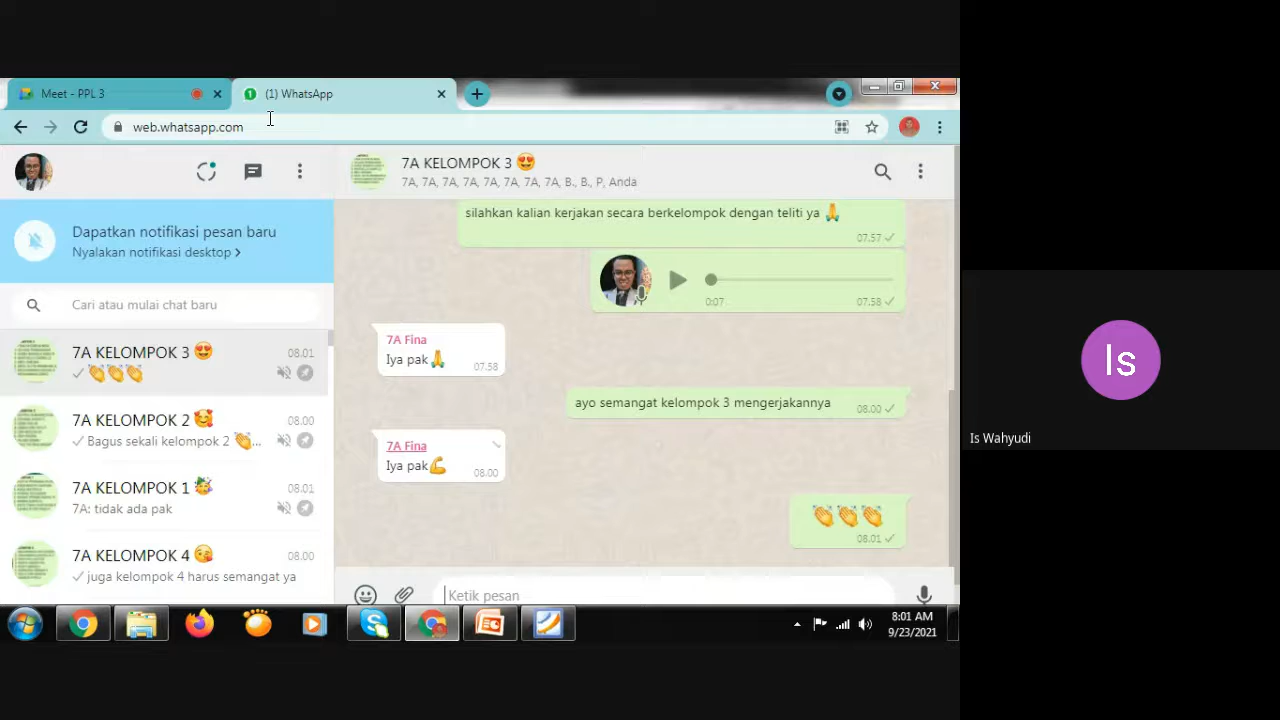 Meet - PPL 3
(1) WhatsApp
web.whatsapp.com
7A KELOMPOK 3 😍
7A, 7A, 7A, 7A, 7A, 7A, 7A, 7A, B., B., P, Anda
Dapatkan notifikasi pesan baru
Nyalakan notifikasi desktop >
Cari atau mulai chat baru
7A KELOMPOK 3 😍 08.01
👏👏👏
7A KELOMPOK 2 🥰 08.00
Bagus sekali kelompok 2 👏...
7A KELOMPOK 1 🥳 08.01
7A: tidak ada pak
7A KELOMPOK 4 😘 08.00
juga kelompok 4 harus semangat ya
silahkan kalian kerjakan secara berkelompok dengan teliti ya 🙏
07.57
0:07 07.58
7A Fina
Iya pak🙏 07.58
ayo semangat kelompok 3 mengerjakannya 08.00
7A Fina
Iya pak💪 08.00
👏👏👏
08.01
Ketik pesan
8:01 AM
9/23/2021
Is
Is Wahyudi